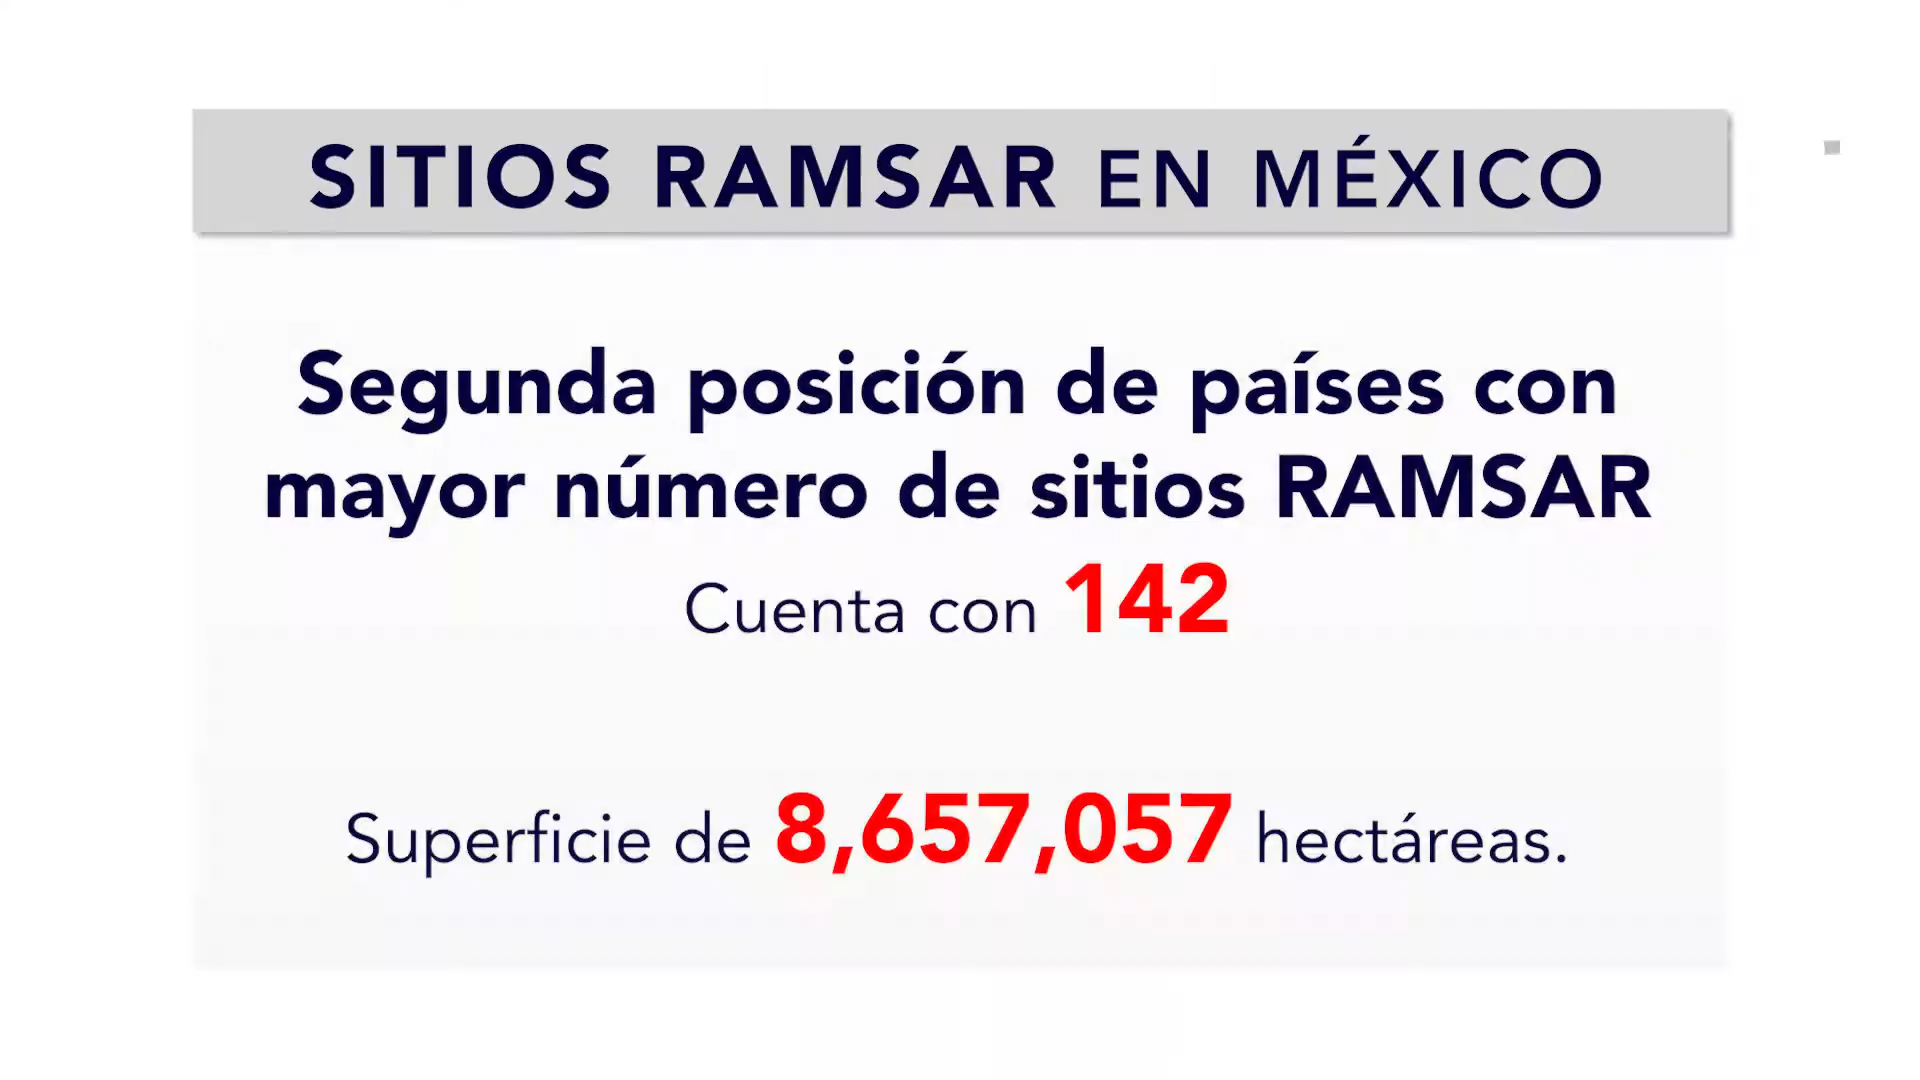 SITIOS RAMSAR EN MÉXICO
Segunda posición de países con
mayor número de sitios RAMSAR
Cuenta con 142
Superficie de 8,657,057 hectáreas.